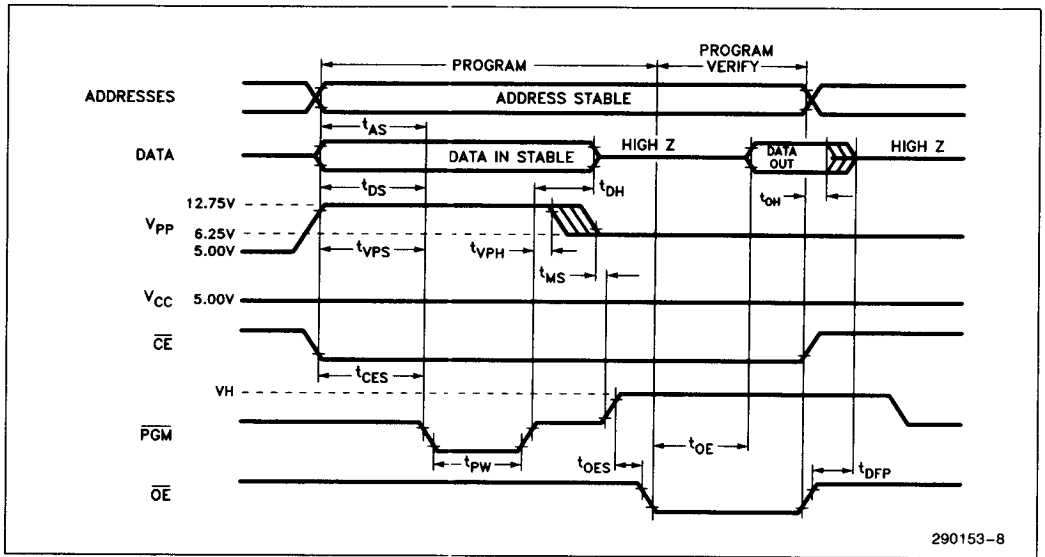 PROGRAM
PROGRAM
VERIFY
ADDRESSES
ADDRESS STABLE
tAS
DATA
DATA IN STABLE
HIGH Z
DATA
OUT
HIGH Z
tDS
tDH
tOH
12.75V
VPP
6.25V
5.00V
tVPS
tVPH
tMS
VCC
5.00V
CE
tCES
VH
PGM
tPW
tOES
tOE
tDFP
OE
290153-8